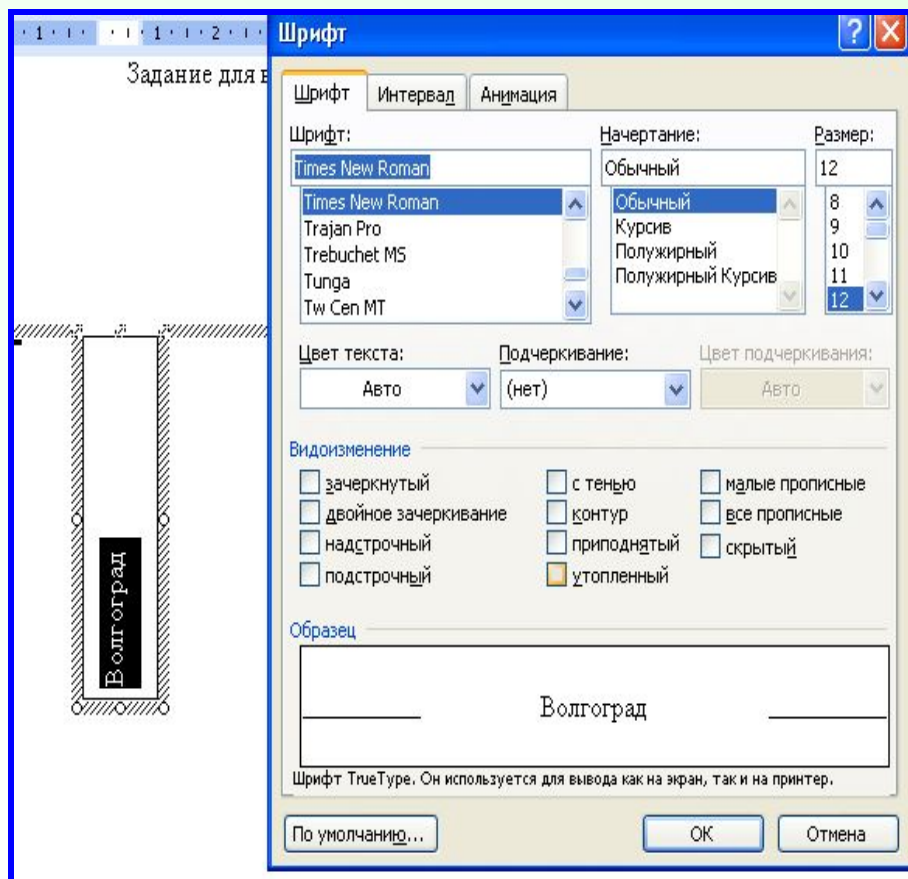 · 1 · ı · · ı · 1 · ı · 2 · ı ·
Шрифт
Задание для в
Шрифт Интервал Анимация
Шрифт: Начертание: Размер:
Times New Roman Обычный 12
Times New Roman Обычный 8
Trajan Pro Курсив 9
Trebuchet MS Полужирный 10
Tunga Полужирный Курсив 11
Tw Cen MT 12
Цвет текста: Подчеркивание: Цвет подчеркивания:
Авто (нет) Авто
Видоизменение
зачеркнутый с тенью малые прописные
двойное зачеркивание контур все прописные
надстрочный приподнятый скрытый
подстрочный утопленный
Волгоград
Образец
Волгоград
Шрифт TrueType. Он используется для вывода как на экран, так и на принтер.
По умолчанию... ОК Отмена